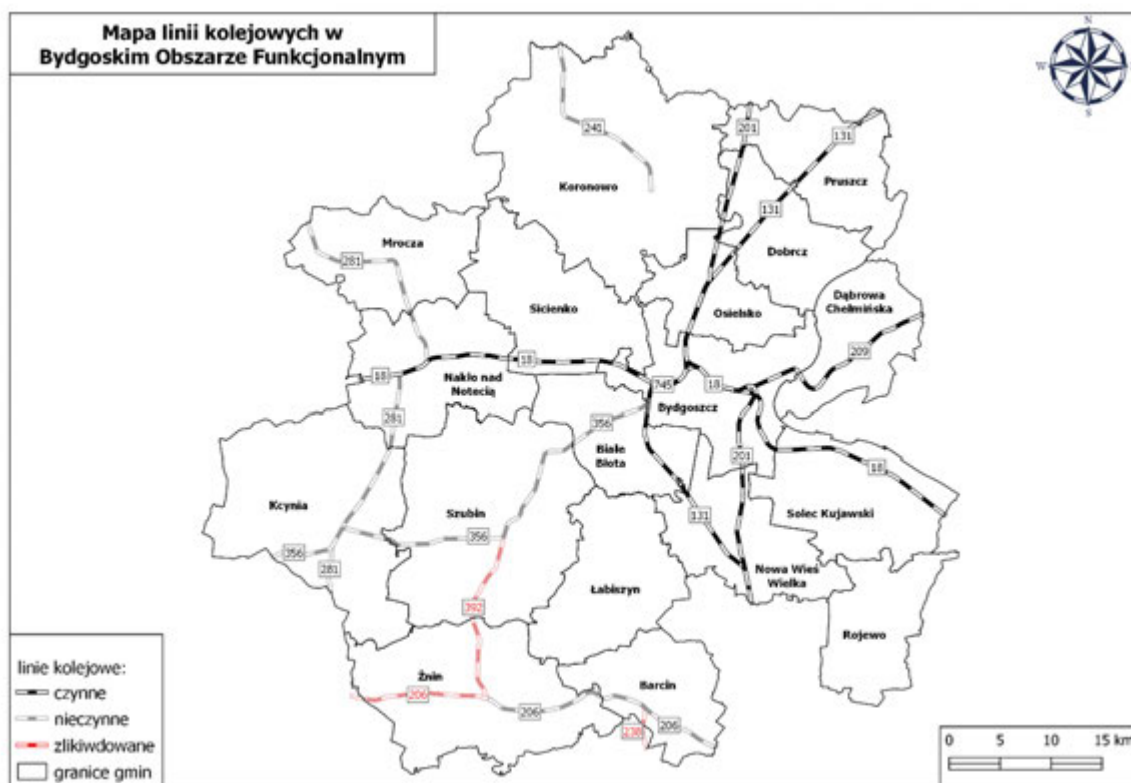 Mapa linii kolejowych w
Bydgoskim Obszarze Funkcjonalnym
N
W
E
S
241
201
131
Koronowo
Pruszcz
131
Mrocza
Dobrcz
281
Dąbrowa
Chełmińska
Sicienko
Osielsko
209
18
18
Nakło nad
Notecią
745
18
Bydgoszcz
281
356
Białe
Błota
201
18
Kcynia
Szubin
131
Solec Kujawski
356
356
281
Nowa Wieś
Wielka
Łabiszyn
392
Rojewo
Żnin
Barcin
206
206
206
238
linie kolejowe:
czynne
nieczynne
zlikiwdowane
granice gmin
0 5 10 15 km